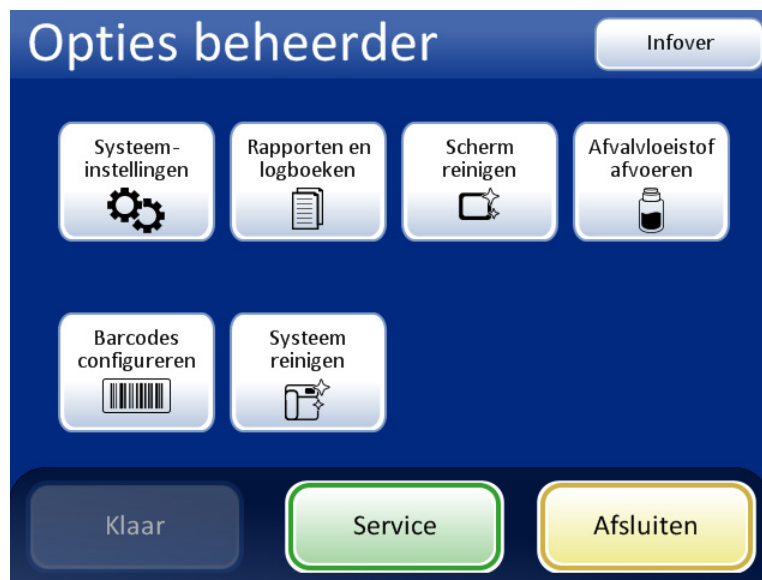 Opties beheerder
Infover
Systeem-
instellingen
Rapporten en
logboeken
Scherm
reinigen
Afvalvloeistof
afvoeren
Barcodes
configureren
Systeem
reinigen
Klaar
Service
Afsluiten